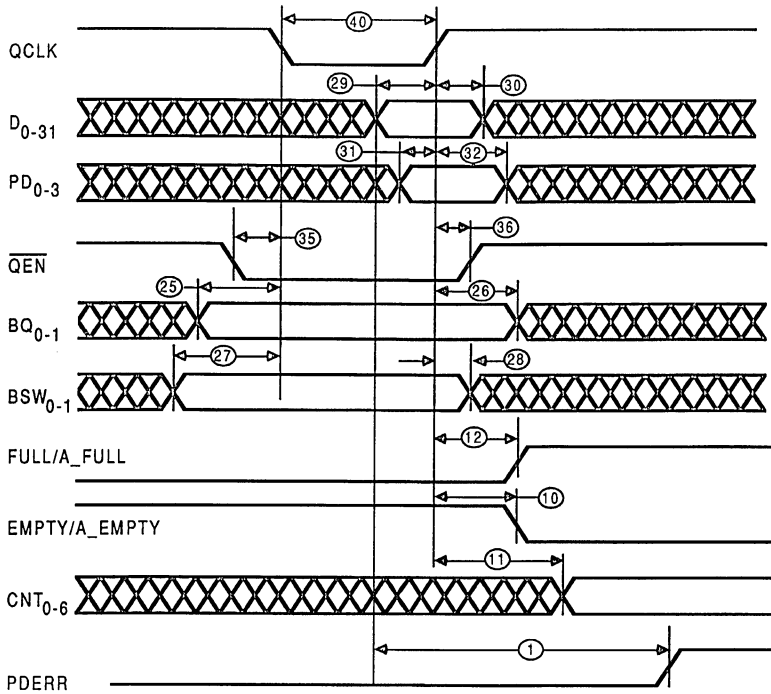 40
QCLK
29 30
D0-31
31 32
PD0-3
35 36
QEN
25 26
BQ0-1
27 28
BSW0-1
12
FULL/A_FULL
10
EMPTY/A_EMPTY
11
CNT0-6
1
PDERR